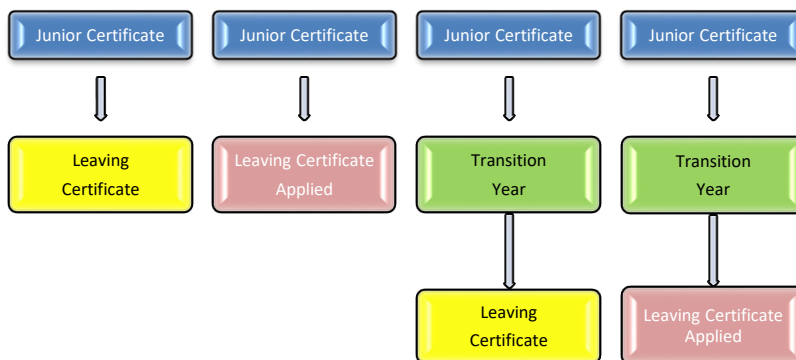 Junior Certificate
Junior Certificate
Junior Certificate
Junior Certificate
Leaving
Certificate
Leaving Certificate
Applied
Transition
Year
Transition
Year
Leaving
Certificate
Leaving Certificate
Applied